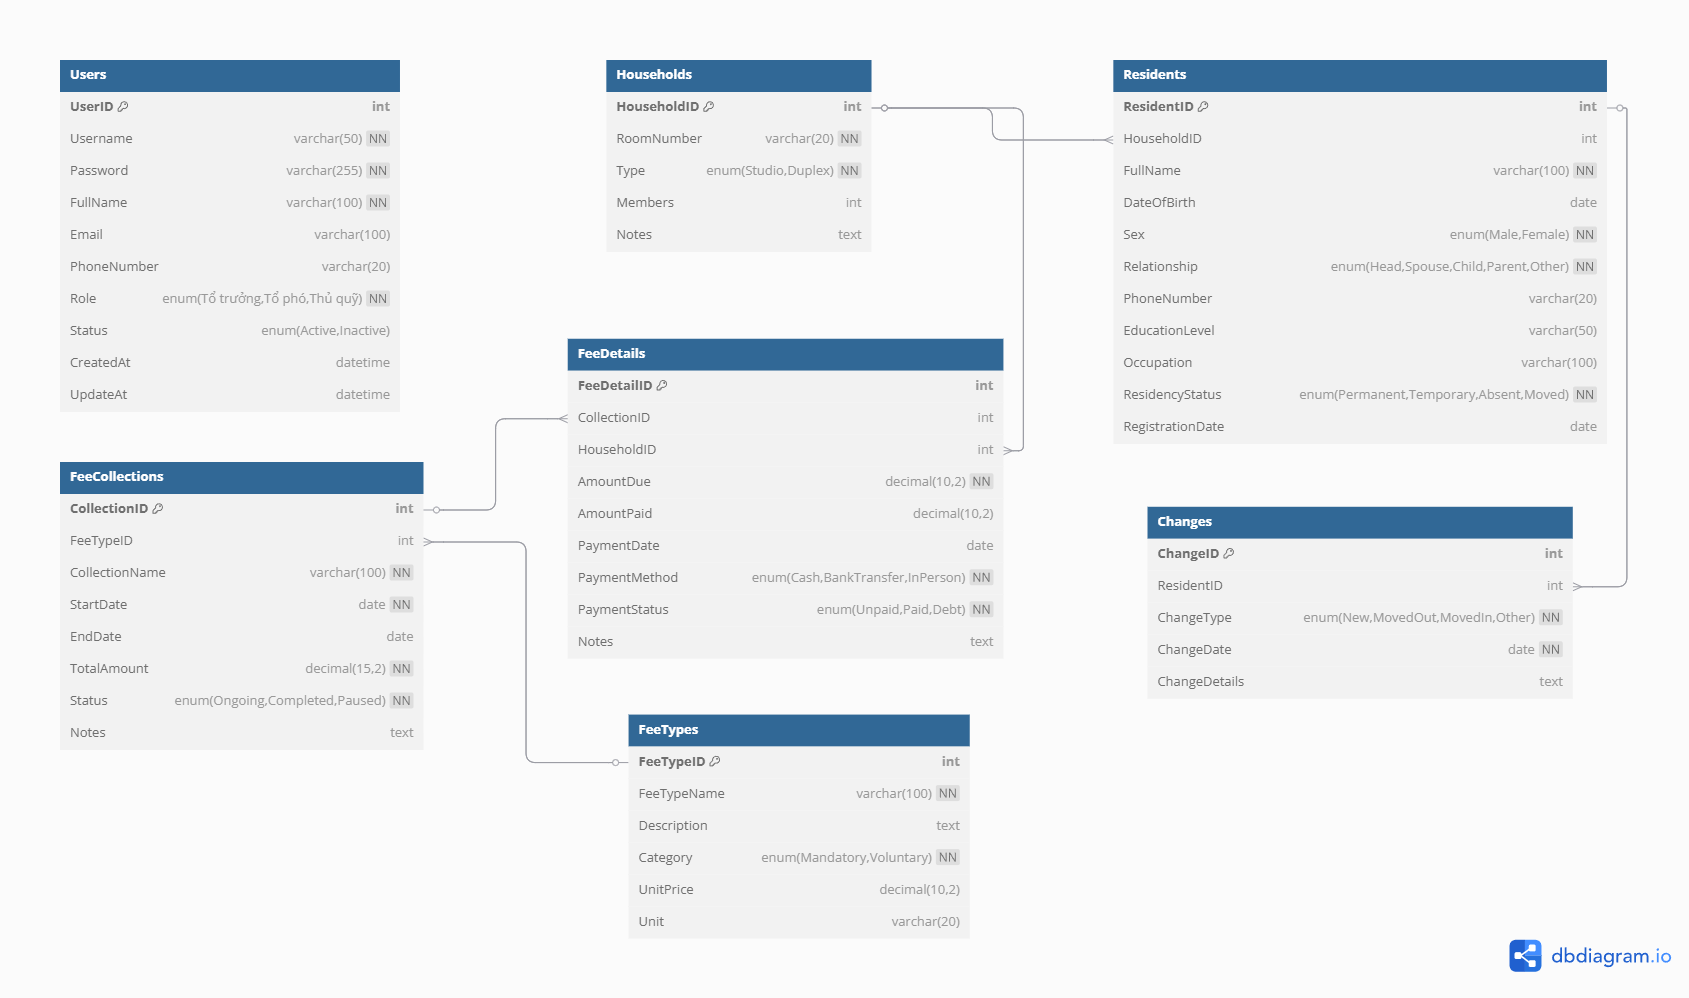 Users
UserID int
Username varchar(50) NN
Password varchar(255) NN
FullName varchar(100) NN
Email varchar(100)
PhoneNumber varchar(20)
Role enum(Tổ trưởng,Tổ phó,Thủ quỹ) NN
Status enum(Active,Inactive)
CreatedAt datetime
UpdateAt datetime
Households
HouseholdID int
RoomNumber varchar(20) NN
Type enum(Studio,Duplex) NN
Members int
Notes text
Residents
ResidentID int
HouseholdID int
FullName varchar(100) NN
DateOfBirth date
Sex enum(Male,Female) NN
Relationship enum(Head,Spouse,Child,Parent,Other) NN
PhoneNumber varchar(20)
EducationLevel varchar(50)
Occupation varchar(100)
ResidencyStatus enum(Permanent,Temporary,Absent,Moved) NN
RegistrationDate date
FeeDetails
FeeDetailID int
CollectionID int
HouseholdID int
AmountDue decimal(10,2) NN
AmountPaid decimal(10,2)
PaymentDate date
PaymentMethod enum(Cash,BankTransfer,InPerson) NN
PaymentStatus enum(Unpaid,Paid,Debt) NN
Notes text
FeeCollections
CollectionID int
FeeTypeID int
CollectionName varchar(100) NN
StartDate date NN
EndDate date
TotalAmount decimal(15,2) NN
Status enum(Ongoing,Completed,Paused) NN
Notes text
Changes
ChangeID int
ResidentID int
ChangeType enum(New,MovedOut,MovedIn,Other) NN
ChangeDate date NN
ChangeDetails text
FeeTypes
FeeTypeID int
FeeTypeName varchar(100) NN
Description text
Category enum(Mandatory,Voluntary) NN
UnitPrice decimal(10,2)
Unit varchar(20)
dbdiagram.io